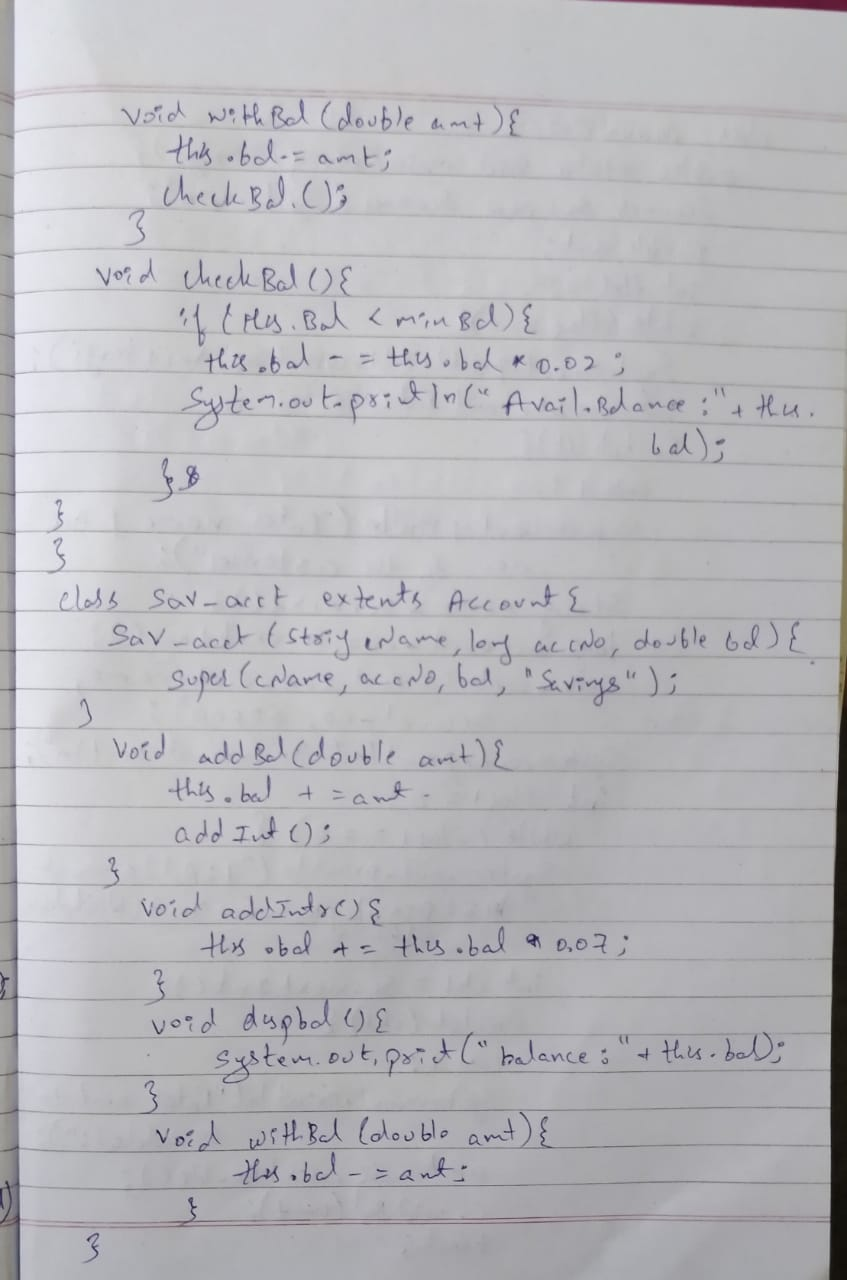 void withBal (double amt){
this.bal -= amt;
checkBal.();
}
void checkBal (){
if (this.Bal < minBal){
this.bal -= this.bal * 0.02 ;
System.out.println(" Avail.Balance :"+ this.
bal);
}
}
}
class Sav-acct extents Account {
Sav-acct (String cName, long accNo, double bal) {
super (cName, accNo, bal, "Savings");
}
void addBal (double amt){
this.bal += amt.
add Int ();
}
void addIntr() {
this.bal += this.bal * 0.07 ;
}
void dispbal () {
system.out, print (" balance :" + this.bal);
}
void withBal (double amt) {
this.bal -= amt;
}
}